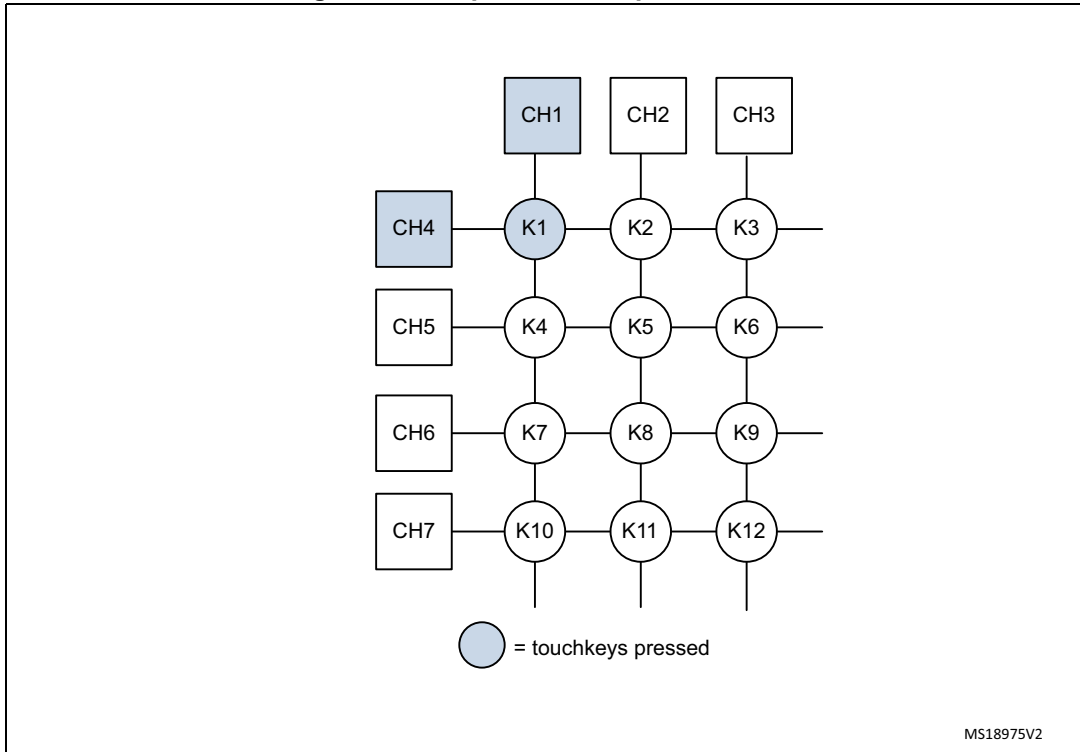 CH1 CH2 CH3
CH4 K1 K2 K3
CH5 K4 K5 K6
CH6 K7 K8 K9
CH7 K10 K11 K12
= touchkeys pressed
MS18975V2